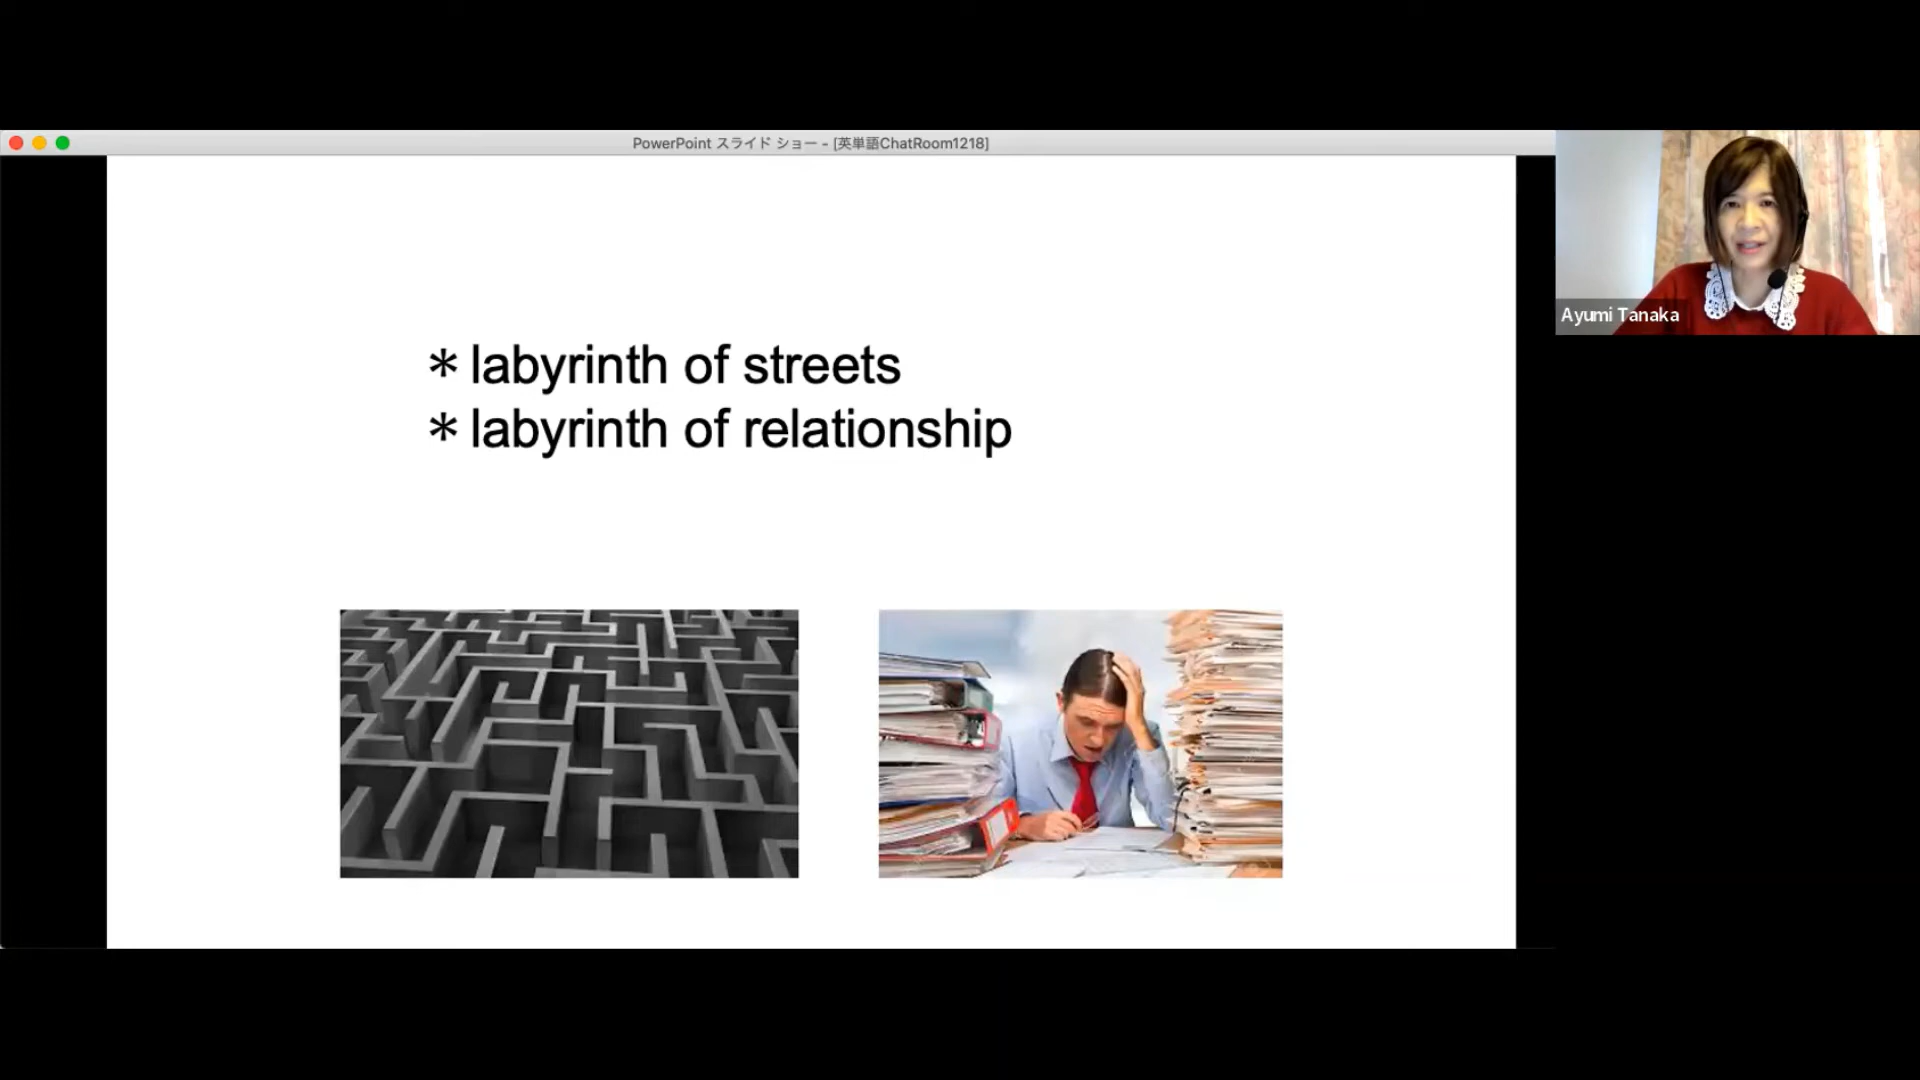 PowerPoint スライド ショー - [英単語ChatRoom1218]
Ayumi Tanaka
* labyrinth of streets
* labyrinth of relationship